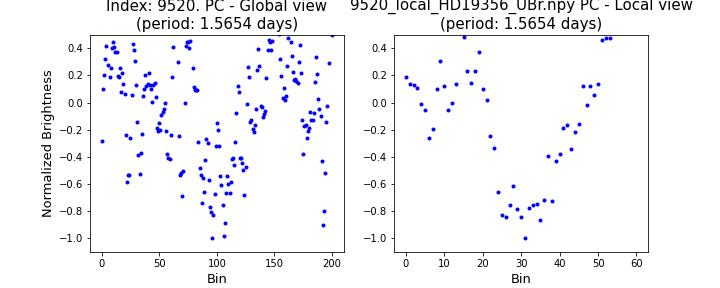 Index: 9520. PC - Global view
(period: 1.5654 days)
9520_local_HD19356_UBr.npy PC - Local view
(period: 1.5654 days)
Normalized Brightness
0.4
0.2
0.0
−0.2
−0.4
−0.6
−0.8
−1.0
0 50 100 150 200
Bin
0.4
0.2
0.0
−0.2
−0.4
−0.6
−0.8
−1.0
0 10 20 30 40 50 60
Bin